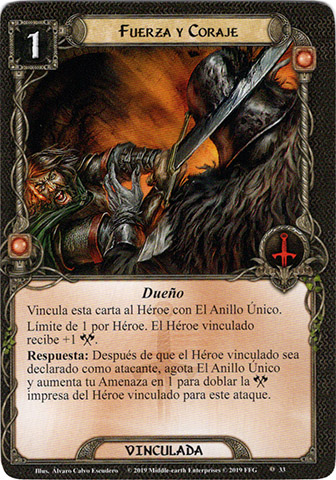 1
FUERZA Y CORAJE
Dueño
Vincula esta carta al Héroe con El Anillo Único.
Límite de 1 por Héroe. El Héroe vinculado
recibe +1 .
Respuesta: Después de que el Héroe vinculado sea
declarado como atacante, agota El Anillo Único
y aumenta tu Amenaza en 1 para doblar la
impresa del Héroe vinculado para este ataque.
VINCULADA
Illus. Álvaro Calvo Escudero © 2019 Middle-earth Enterprises © 2019 FFG 33